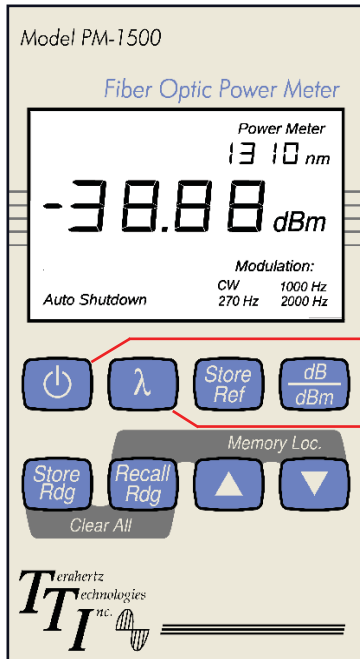 Model PM-1500
Fiber Optic Power Meter
Power Meter
1310 nm
-38.88 dBm
Modulation:
CW 1000 Hz
Auto Shutdown 270 Hz 2000 Hz
λ
Store
Ref
dB
dBm
Memory Loc.
Store
Rdg
Recall
Rdg
Clear All
Terahertz
Technologies
Inc.